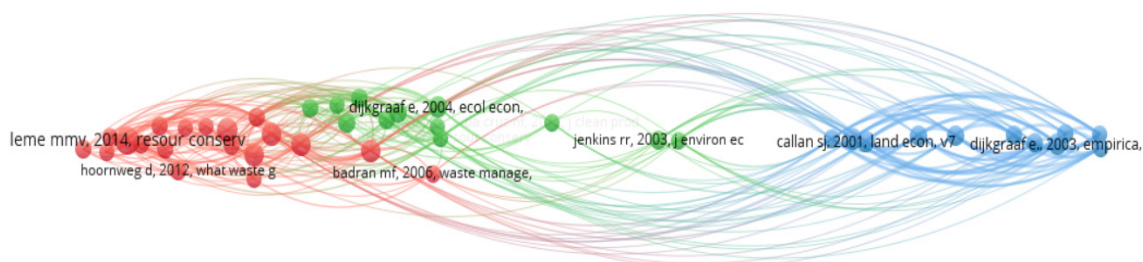 dijkgraaf e, 2004, ecol econ,
leme mmv, 2014, resour conserv
jenkins rr, 2003, j environ ec
callan sj, 2001, land econ, v7
dijkgraaf e,, 2003, empirica,
hoornweg d, 2012, what waste g
badran mf, 2006, waste manage,